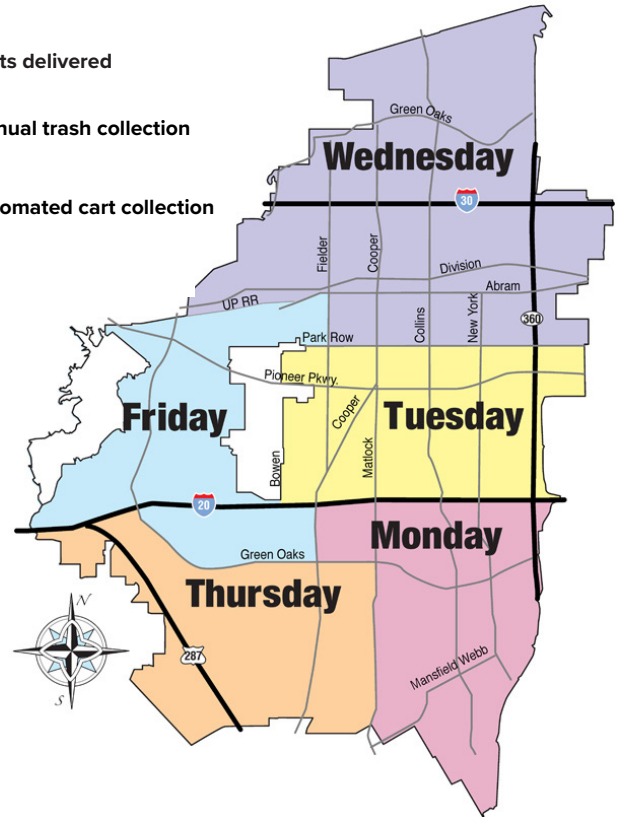 ts delivered
nual trash collection
omated cart collection
Green Oaks
Wednesday
30
Fielder
Cooper
Division
Abram
UP RR
Collins
New York
360
Park Row
Pioneer Pkwy.
Friday
Cooper
Tuesday
Bowen
Matlock
20
Monday
Green Oaks
Thursday
N
287
Mansfield Webb
S